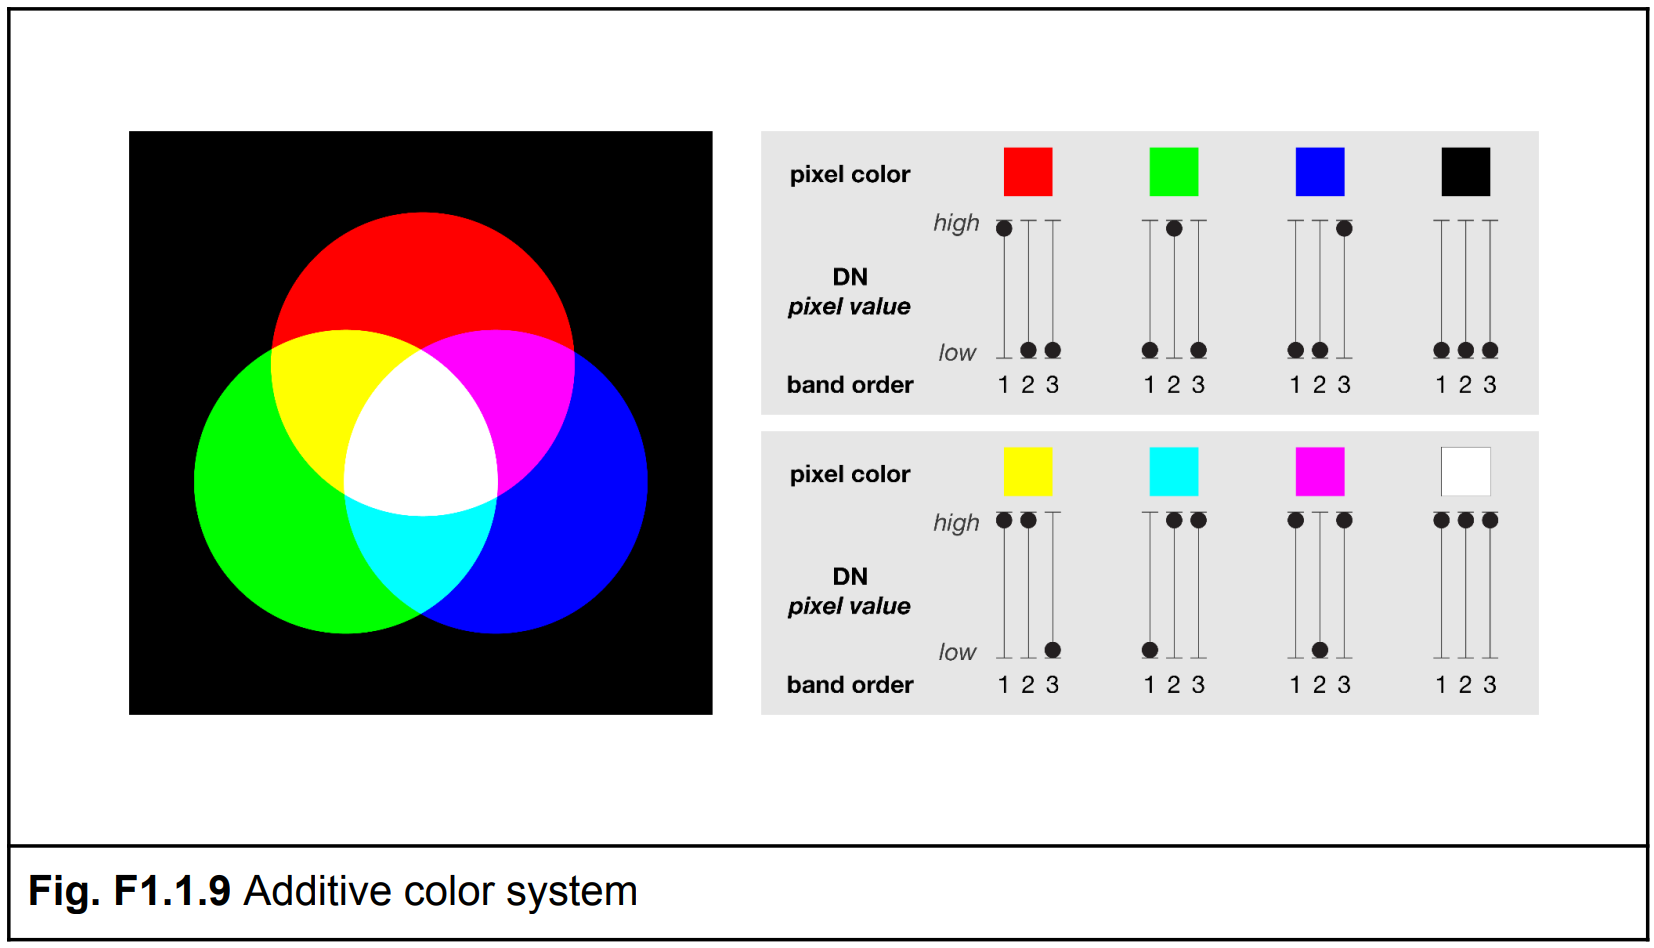 pixel color
high
DN
pixel value
low
band order 1 2 3 1 2 3 1 2 3 1 2 3
pixel color
high
DN
pixel value
low
band order 1 2 3 1 2 3 1 2 3 1 2 3
Fig. F1.1.9 Additive color system